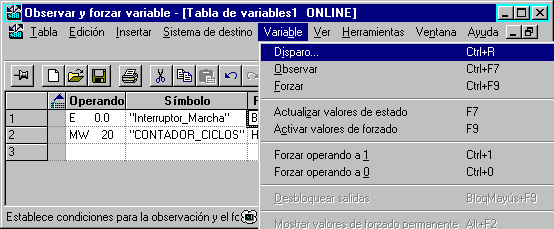 Observar y forzar variable - [Tabla de variables1 ONLINE]
Tabla Edición Insertar Sistema de destino Variable Ver Herramientas Ventana Ayuda
Disparo... Ctrl+R
Observar Ctrl+F7
Forzar Ctrl+F9
Operando Símbolo
1 E 0.0 "Interruptor_Marcha" B
Actualizar valores de estado F7
2 MW 20 "CONTADOR_CICLOS" H
Activar valores de forzado F9
3
Forzar operando a 1 Ctrl+1
Forzar operando a 0 Ctrl+0
Desbloquear salidas BloqMayús+F9
Establece condiciones para la observación y el
Mostrar valores de forzado permanente Alt+F2